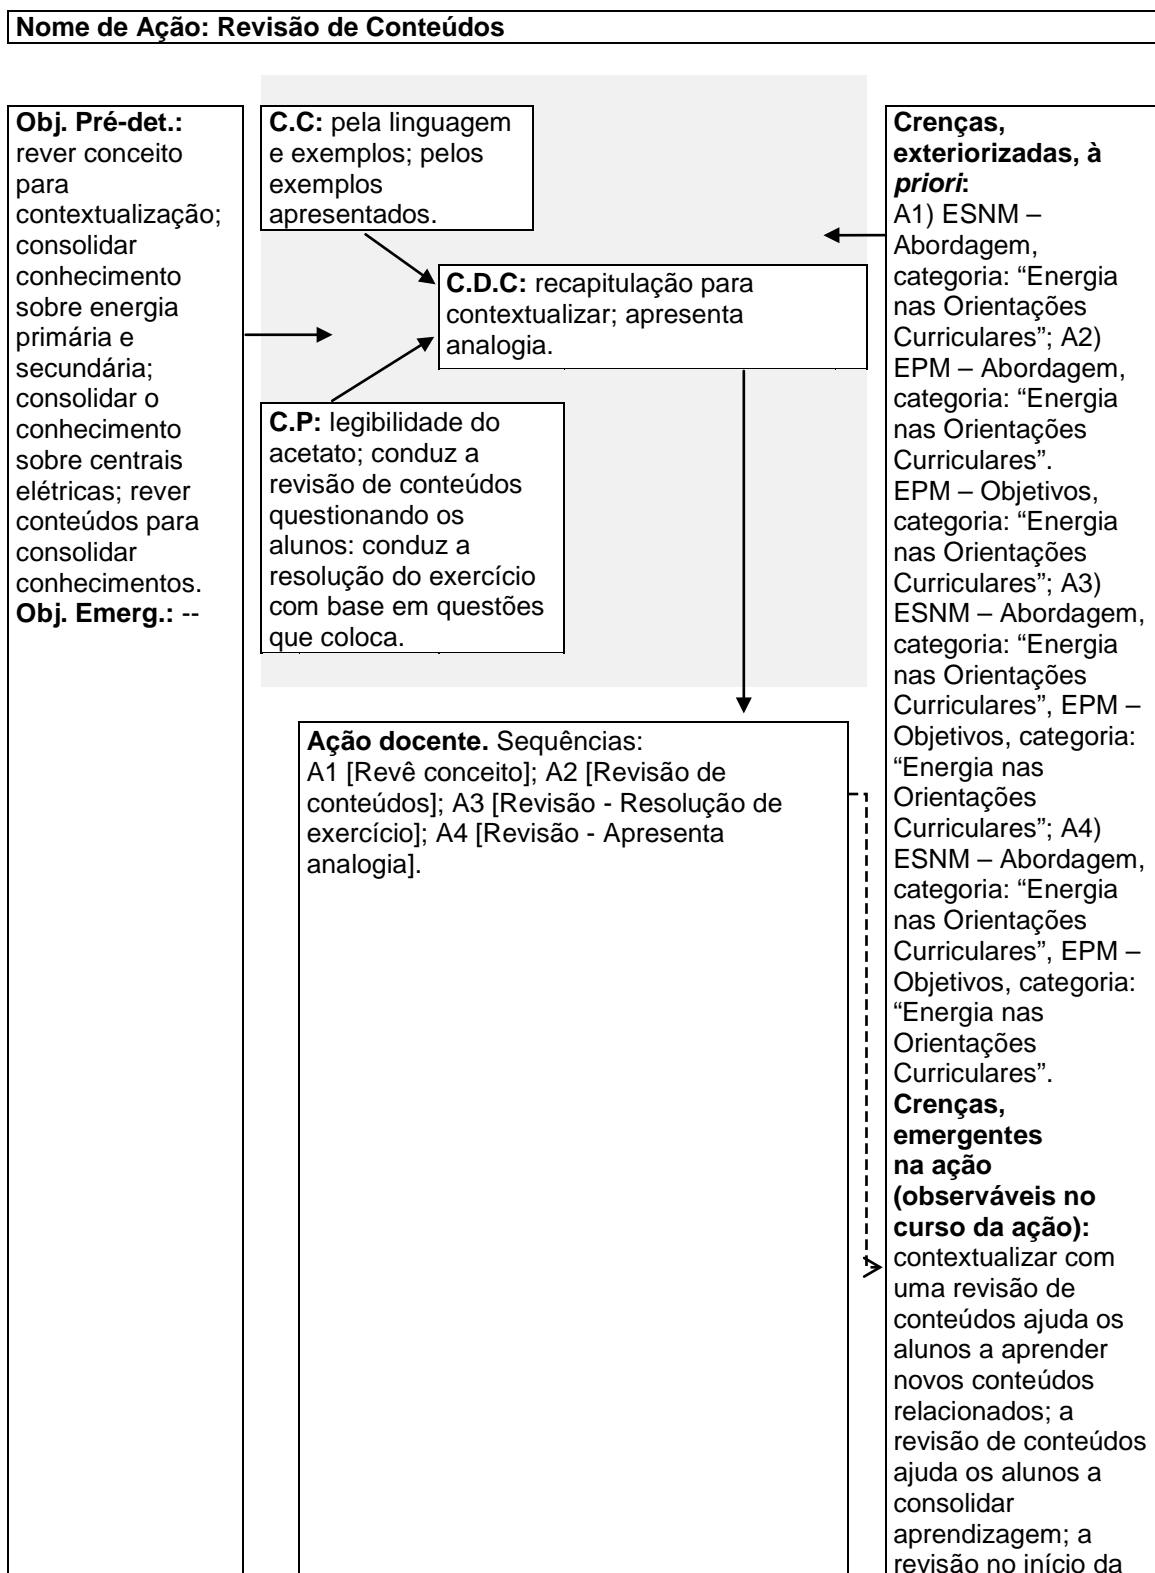 Nome de Ação: Revisão de Conteúdos
Obj. Pré-det.:
rever conceito
para
contextualização;
consolidar
conhecimento
sobre energia
primária e
secundária;
consolidar o
conhecimento
sobre centrais
elétricas; rever
conteúdos para
consolidar
conhecimentos.
Obj. Emerg.: --
C.C: pela linguagem
e exemplos; pelos
exemplos
apresentados.
C.D.C: recapitulação para
contextualizar; apresenta
analogia.
C.P: legibilidade do
acetato; conduz a
revisão de conteúdos
questionando os
alunos: conduz a
resolução do exercício
com base em questões
que coloca.
Ação docente. Sequências:
A1 [Revê conceito]; A2 [Revisão de
conteúdos]; A3 [Revisão - Resolução de
exercício]; A4 [Revisão - Apresenta
analogia].
Crenças,
exteriorizadas, à
priori:
A1) ESNM –
Abordagem,
categoria: “Energia
nas Orientações
Curriculares”; A2)
EPM – Abordagem,
categoria: “Energia
nas Orientações
Curriculares”.
EPM – Objetivos,
categoria: “Energia
nas Orientações
Curriculares”; A3)
ESNM – Abordagem,
categoria: “Energia
nas Orientações
Curriculares”, EPM –
Objetivos, categoria:
“Energia nas
Orientações
Curriculares”; A4)
ESNM – Abordagem,
categoria: “Energia
nas Orientações
Curriculares”, EPM –
Objetivos, categoria:
“Energia nas
Orientações
Curriculares”.
Crenças,
emergentes
na ação
(observáveis no
curso da ação):
contextualizar com
uma revisão de
conteúdos ajuda os
alunos a aprender
novos conteúdos
relacionados; a
revisão de conteúdos
ajuda os alunos a
consolidar
aprendizagem; a
revisão no início da